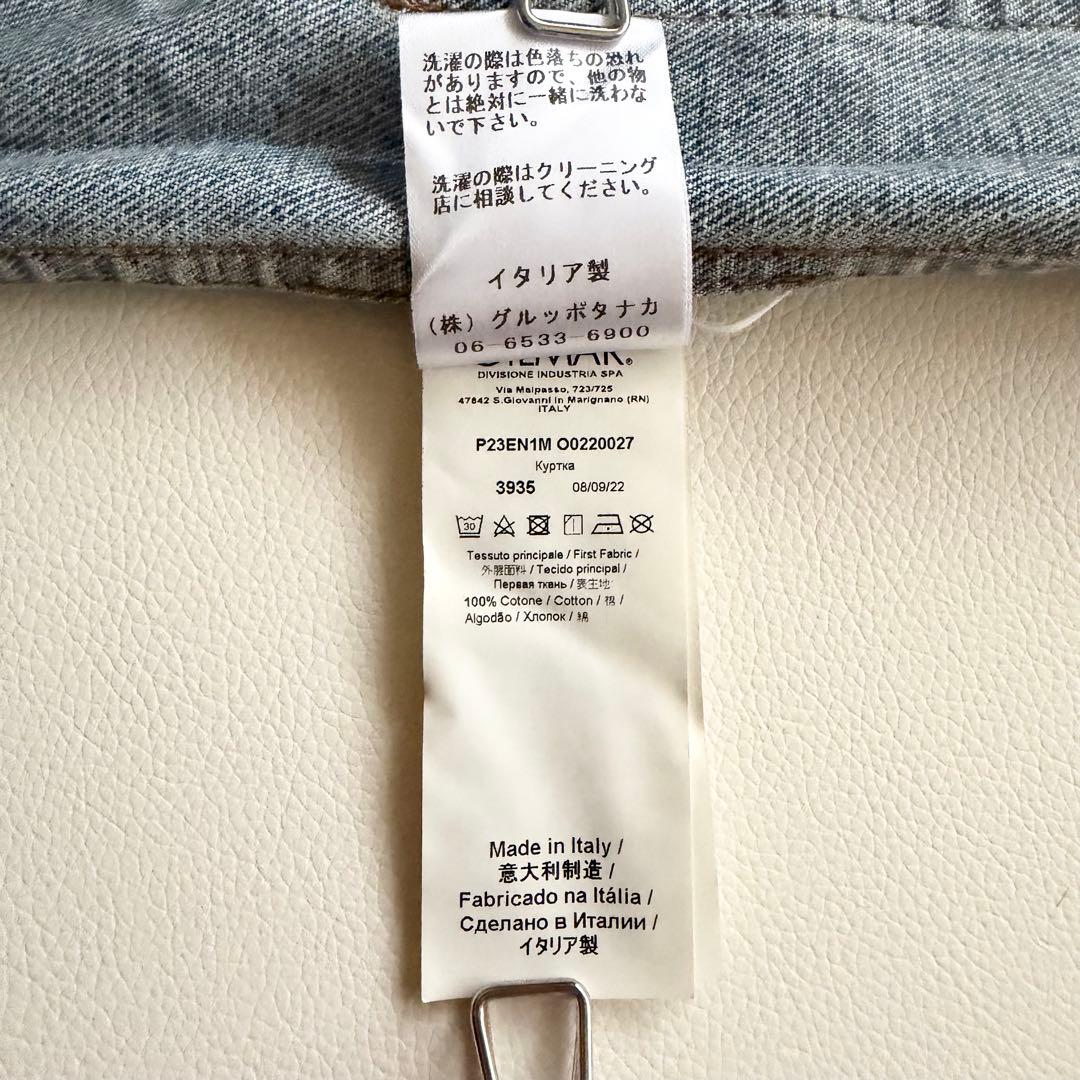 洗濯の際は色落ちの恐れ
がありますので、他の物
とは絶対に一緒に洗わな
いで下さい。
洗濯の際はクリーニング
店に相談してください。
イタリア製
(株)グルッポタナカ
06-6533-6900
DIVISIONE INDUSTRIA SPA
Via Malpasso, 723/725
47842 S.Giovanni in Marignano (RN)
ITALY
P23EN1M O0220027
Куртка
3935 08/09/22
30
Tessuto principale / First Fabric /
外層面料 / Tecido principal /
Первая ткань / 表生地
100% Cotone / Cotton / 棉 /
Algodão / Хлопок / 綿
Made in Italy /
意大利制造 /
Fabricado na Itália /
Сделано в Италии /
イタリア製